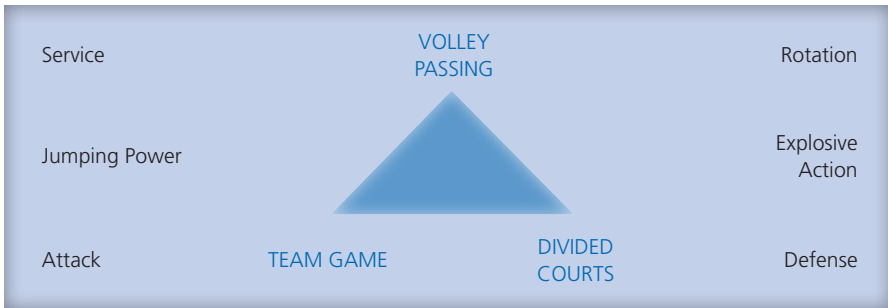 Service
VOLLEY
PASSING
Rotation
Jumping Power
Explosive
Action
Attack
TEAM GAME
DIVIDED
COURTS
Defense